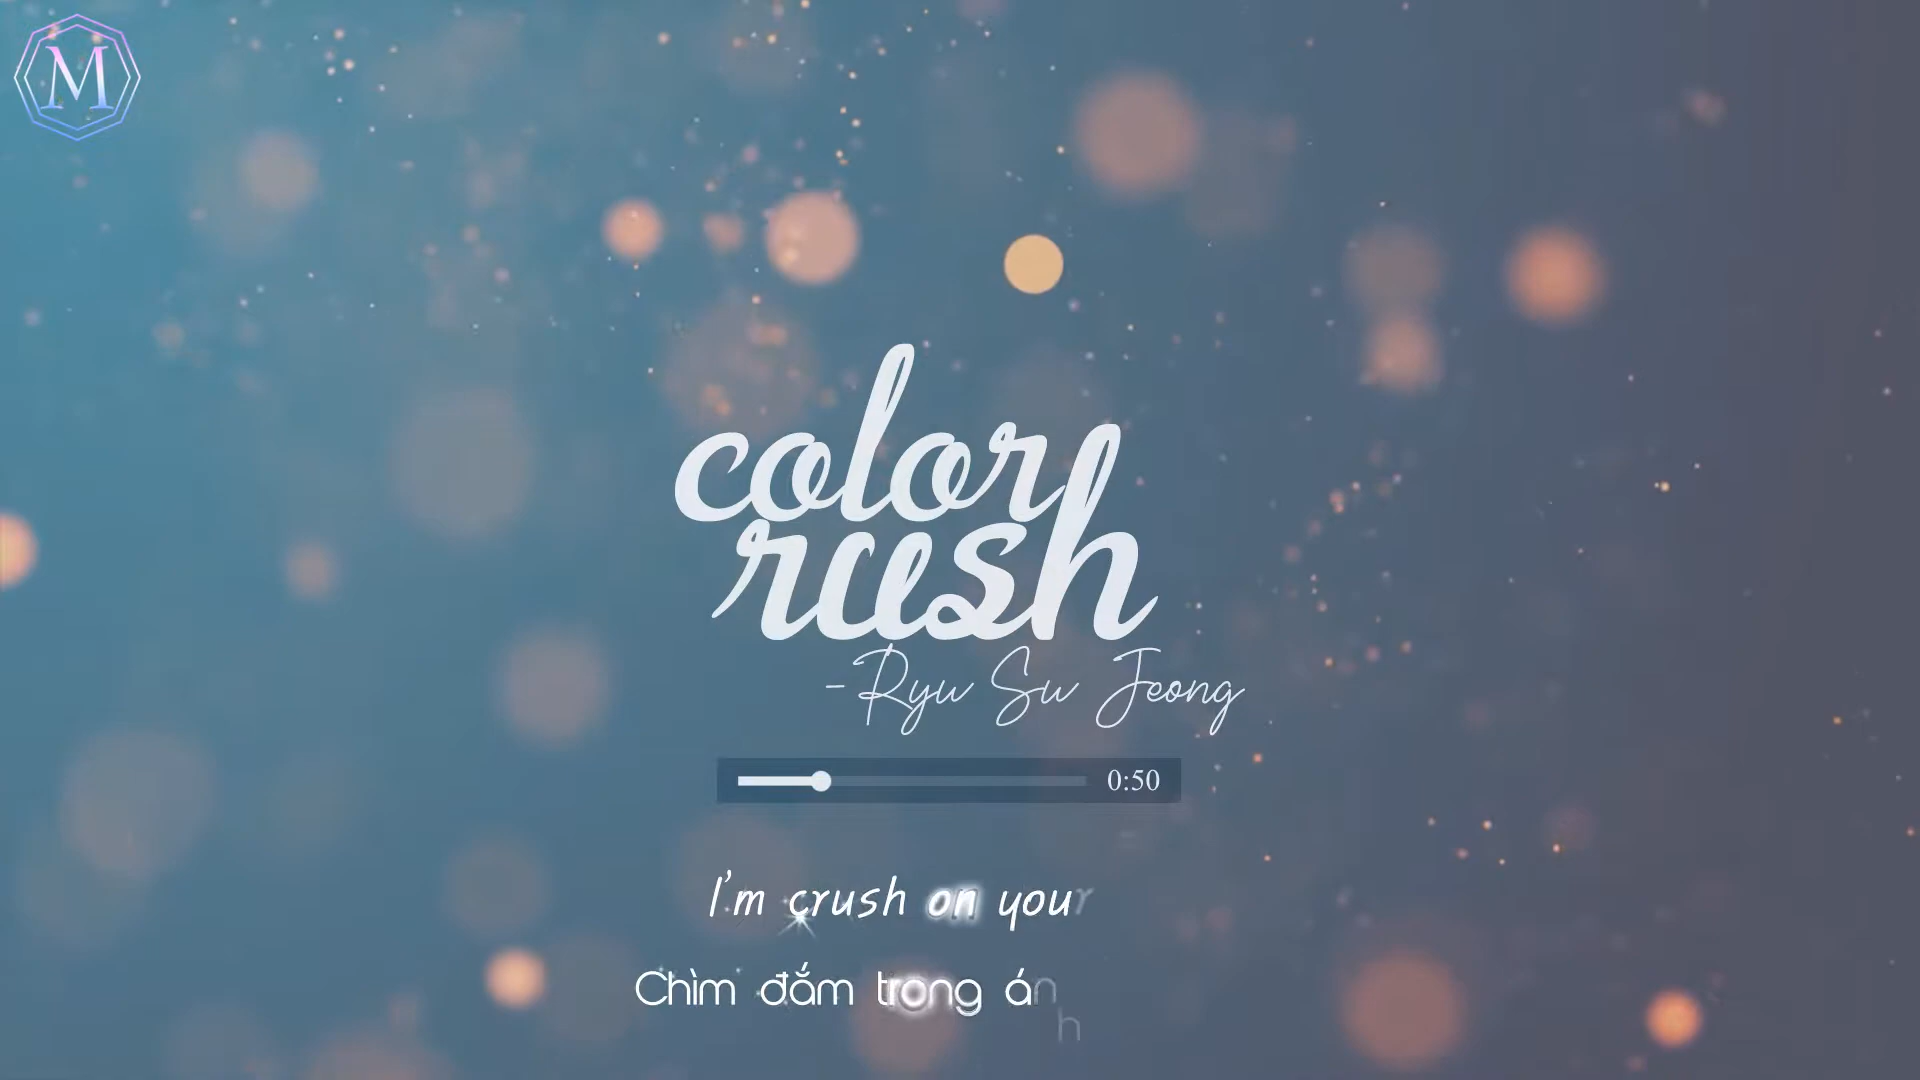 M
color
rush
-Ryu Su Jeong
0:50
I'm crush on your
Chìm đắm trong ánh